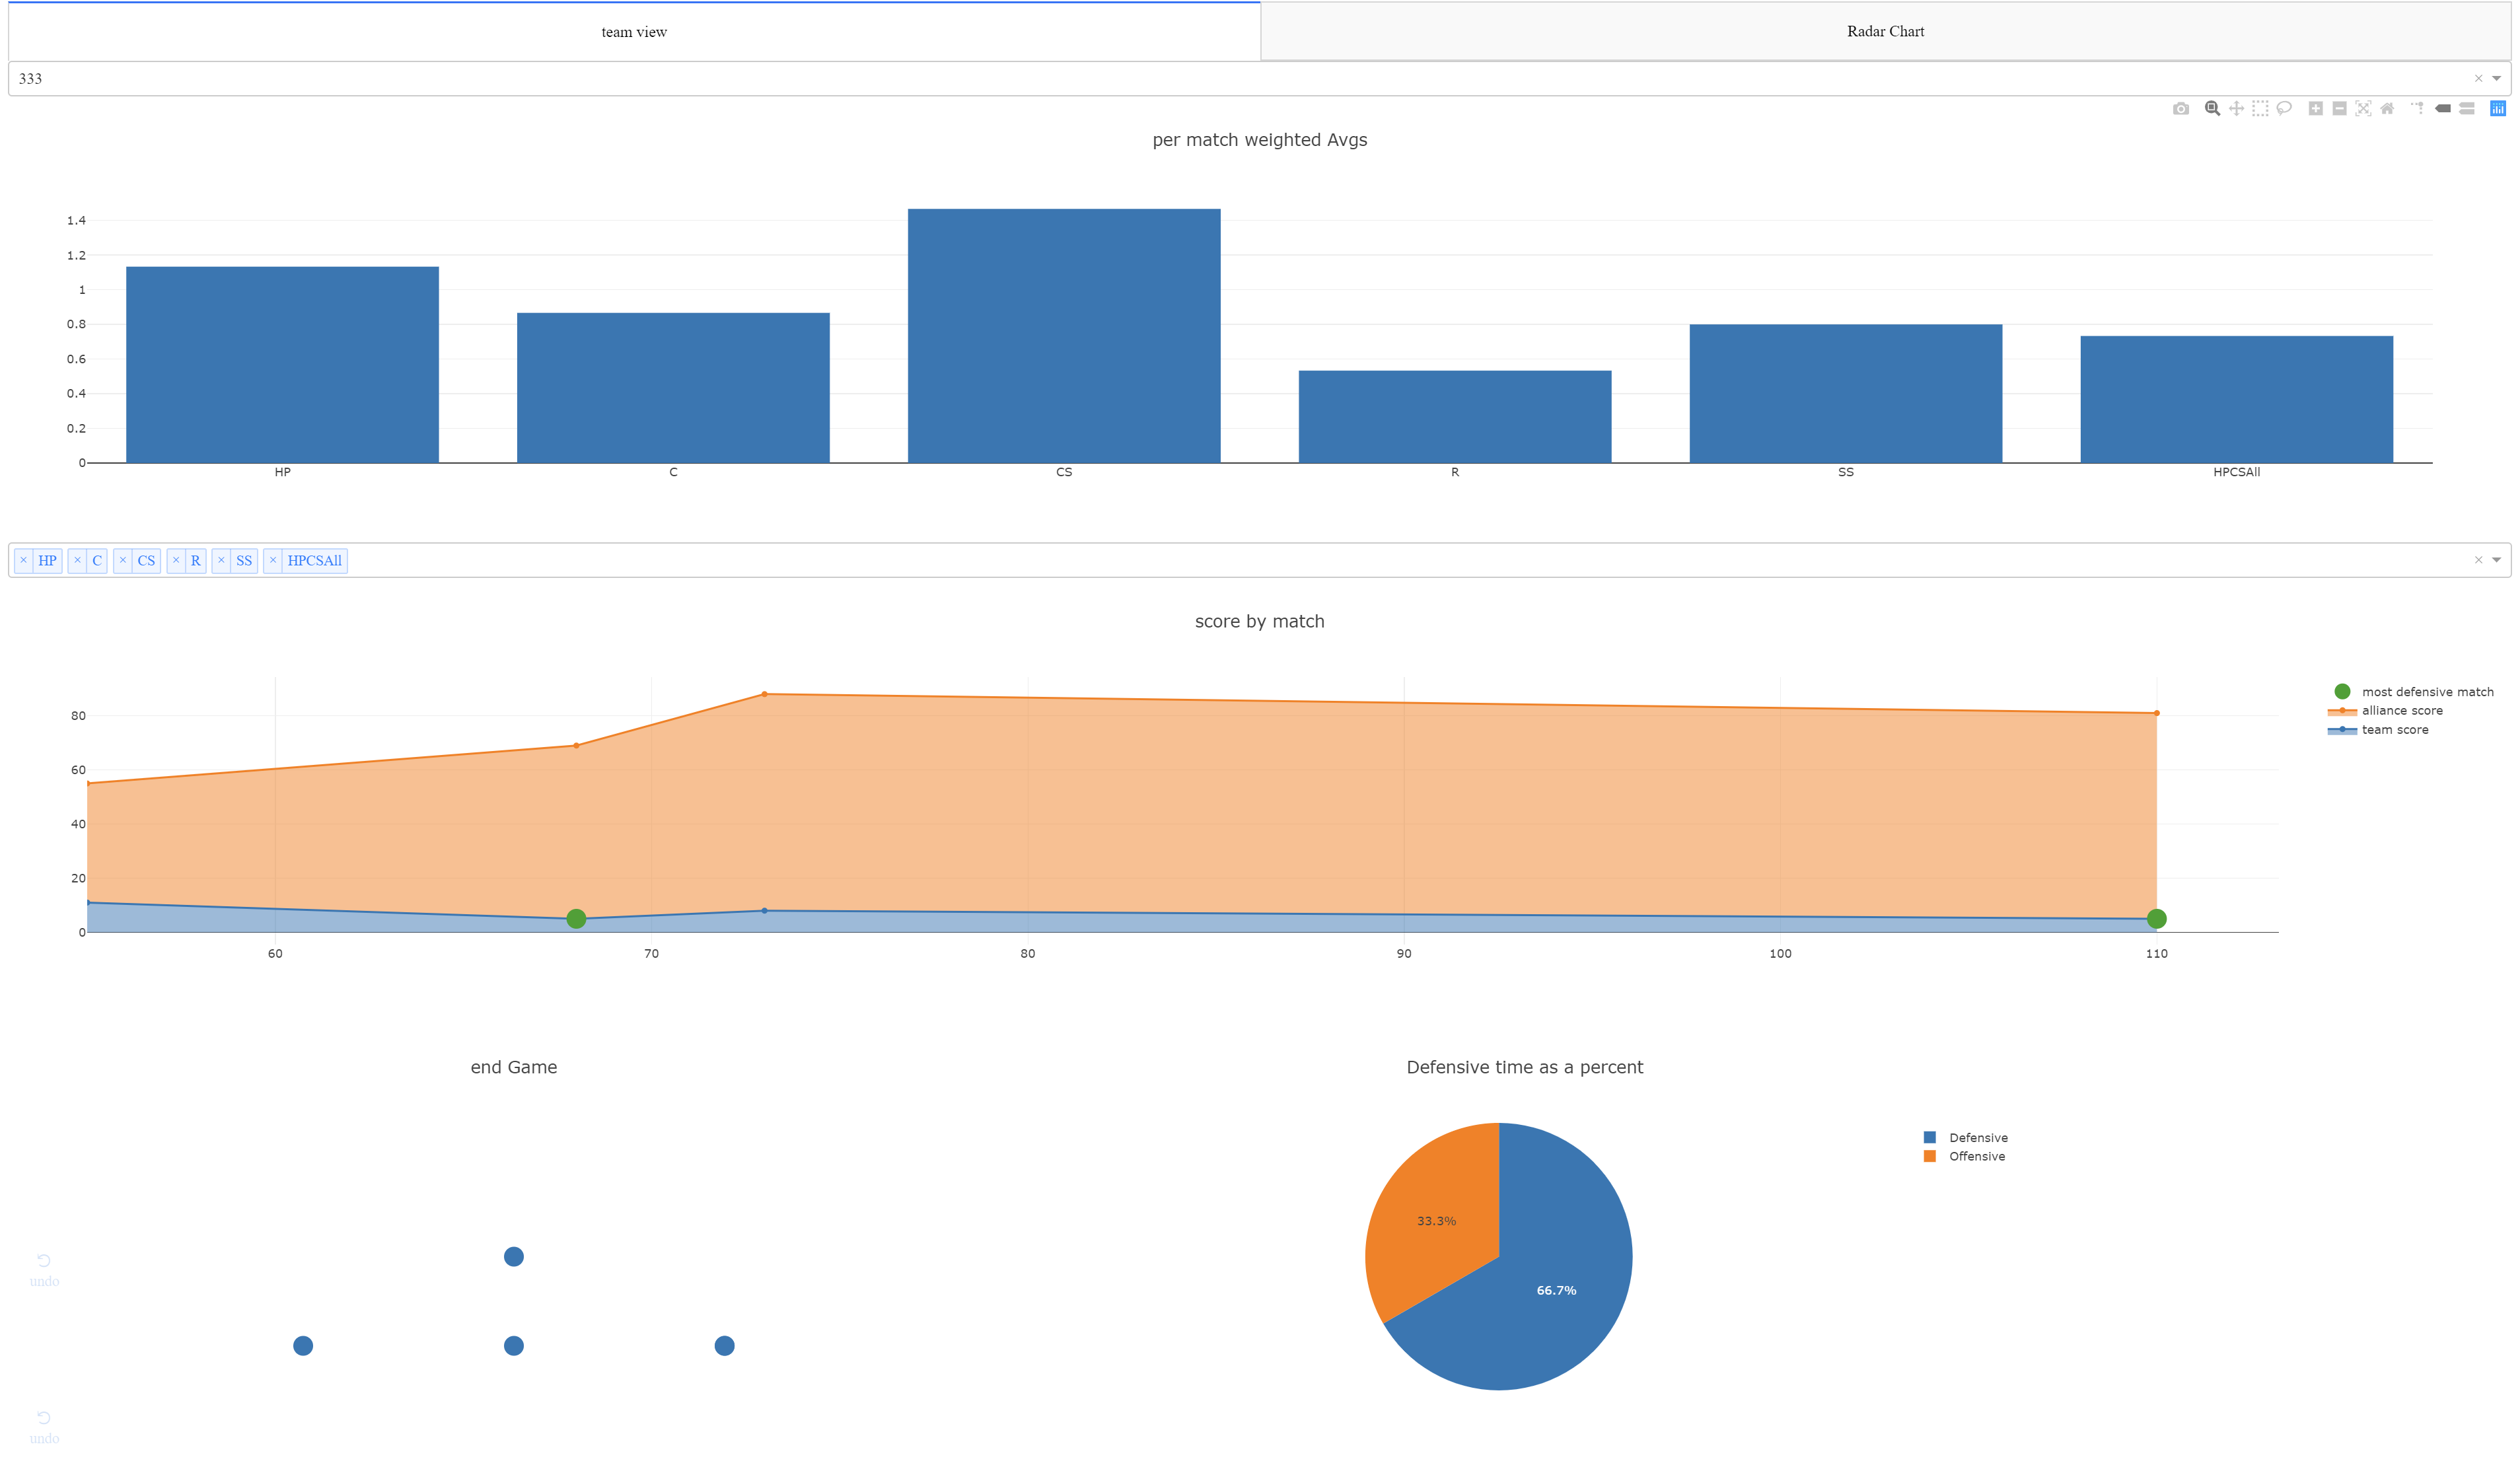 team view
Radar Chart
333
per match weighted Avgs
1.4
1.2
1
0.8
0.6
0.4
0.2
0
HP C CS R SS HPCSAll
× HP × C × CS × R × SS × HPCSAll
score by match
80
60
40
20
0
60 70 80 90 100 110
most defensive match
alliance score
team score
end Game
undo
undo
Defensive time as a percent
33.3%
66.7%
Defensive
Offensive